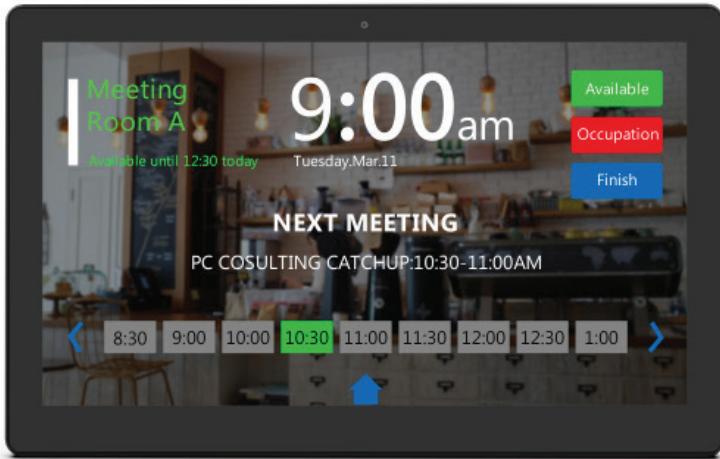 Meeting
Room A
Available until 12:30 today
9:00am
Tuesday.Mar.11
Available
Occupation
Finish
NEXT MEETING
PC COSULTING CATCHUP:10:30-11:00AM
8:30 9:00 10:00 10:30 11:00 11:30 12:00 12:30 1:00